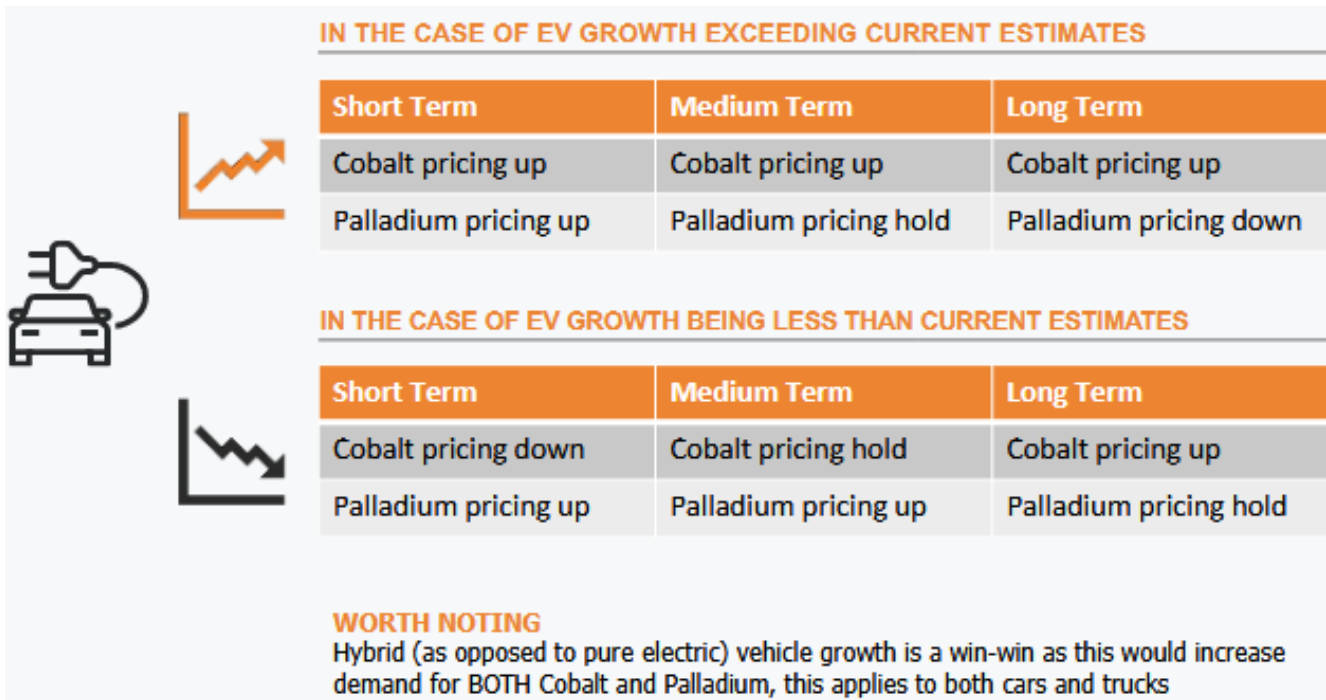 IN THE CASE OF EV GROWTH EXCEEDING CURRENT ESTIMATES
Short Term Medium Term Long Term
Cobalt pricing up Cobalt pricing up Cobalt pricing up
Palladium pricing up Palladium pricing hold Palladium pricing down
IN THE CASE OF EV GROWTH BEING LESS THAN CURRENT ESTIMATES
Short Term Medium Term Long Term
Cobalt pricing down Cobalt pricing hold Cobalt pricing up
Palladium pricing up Palladium pricing up Palladium pricing hold
WORTH NOTING
Hybrid (as opposed to pure electric) vehicle growth is a win-win as this would increase
demand for BOTH Cobalt and Palladium, this applies to both cars and trucks